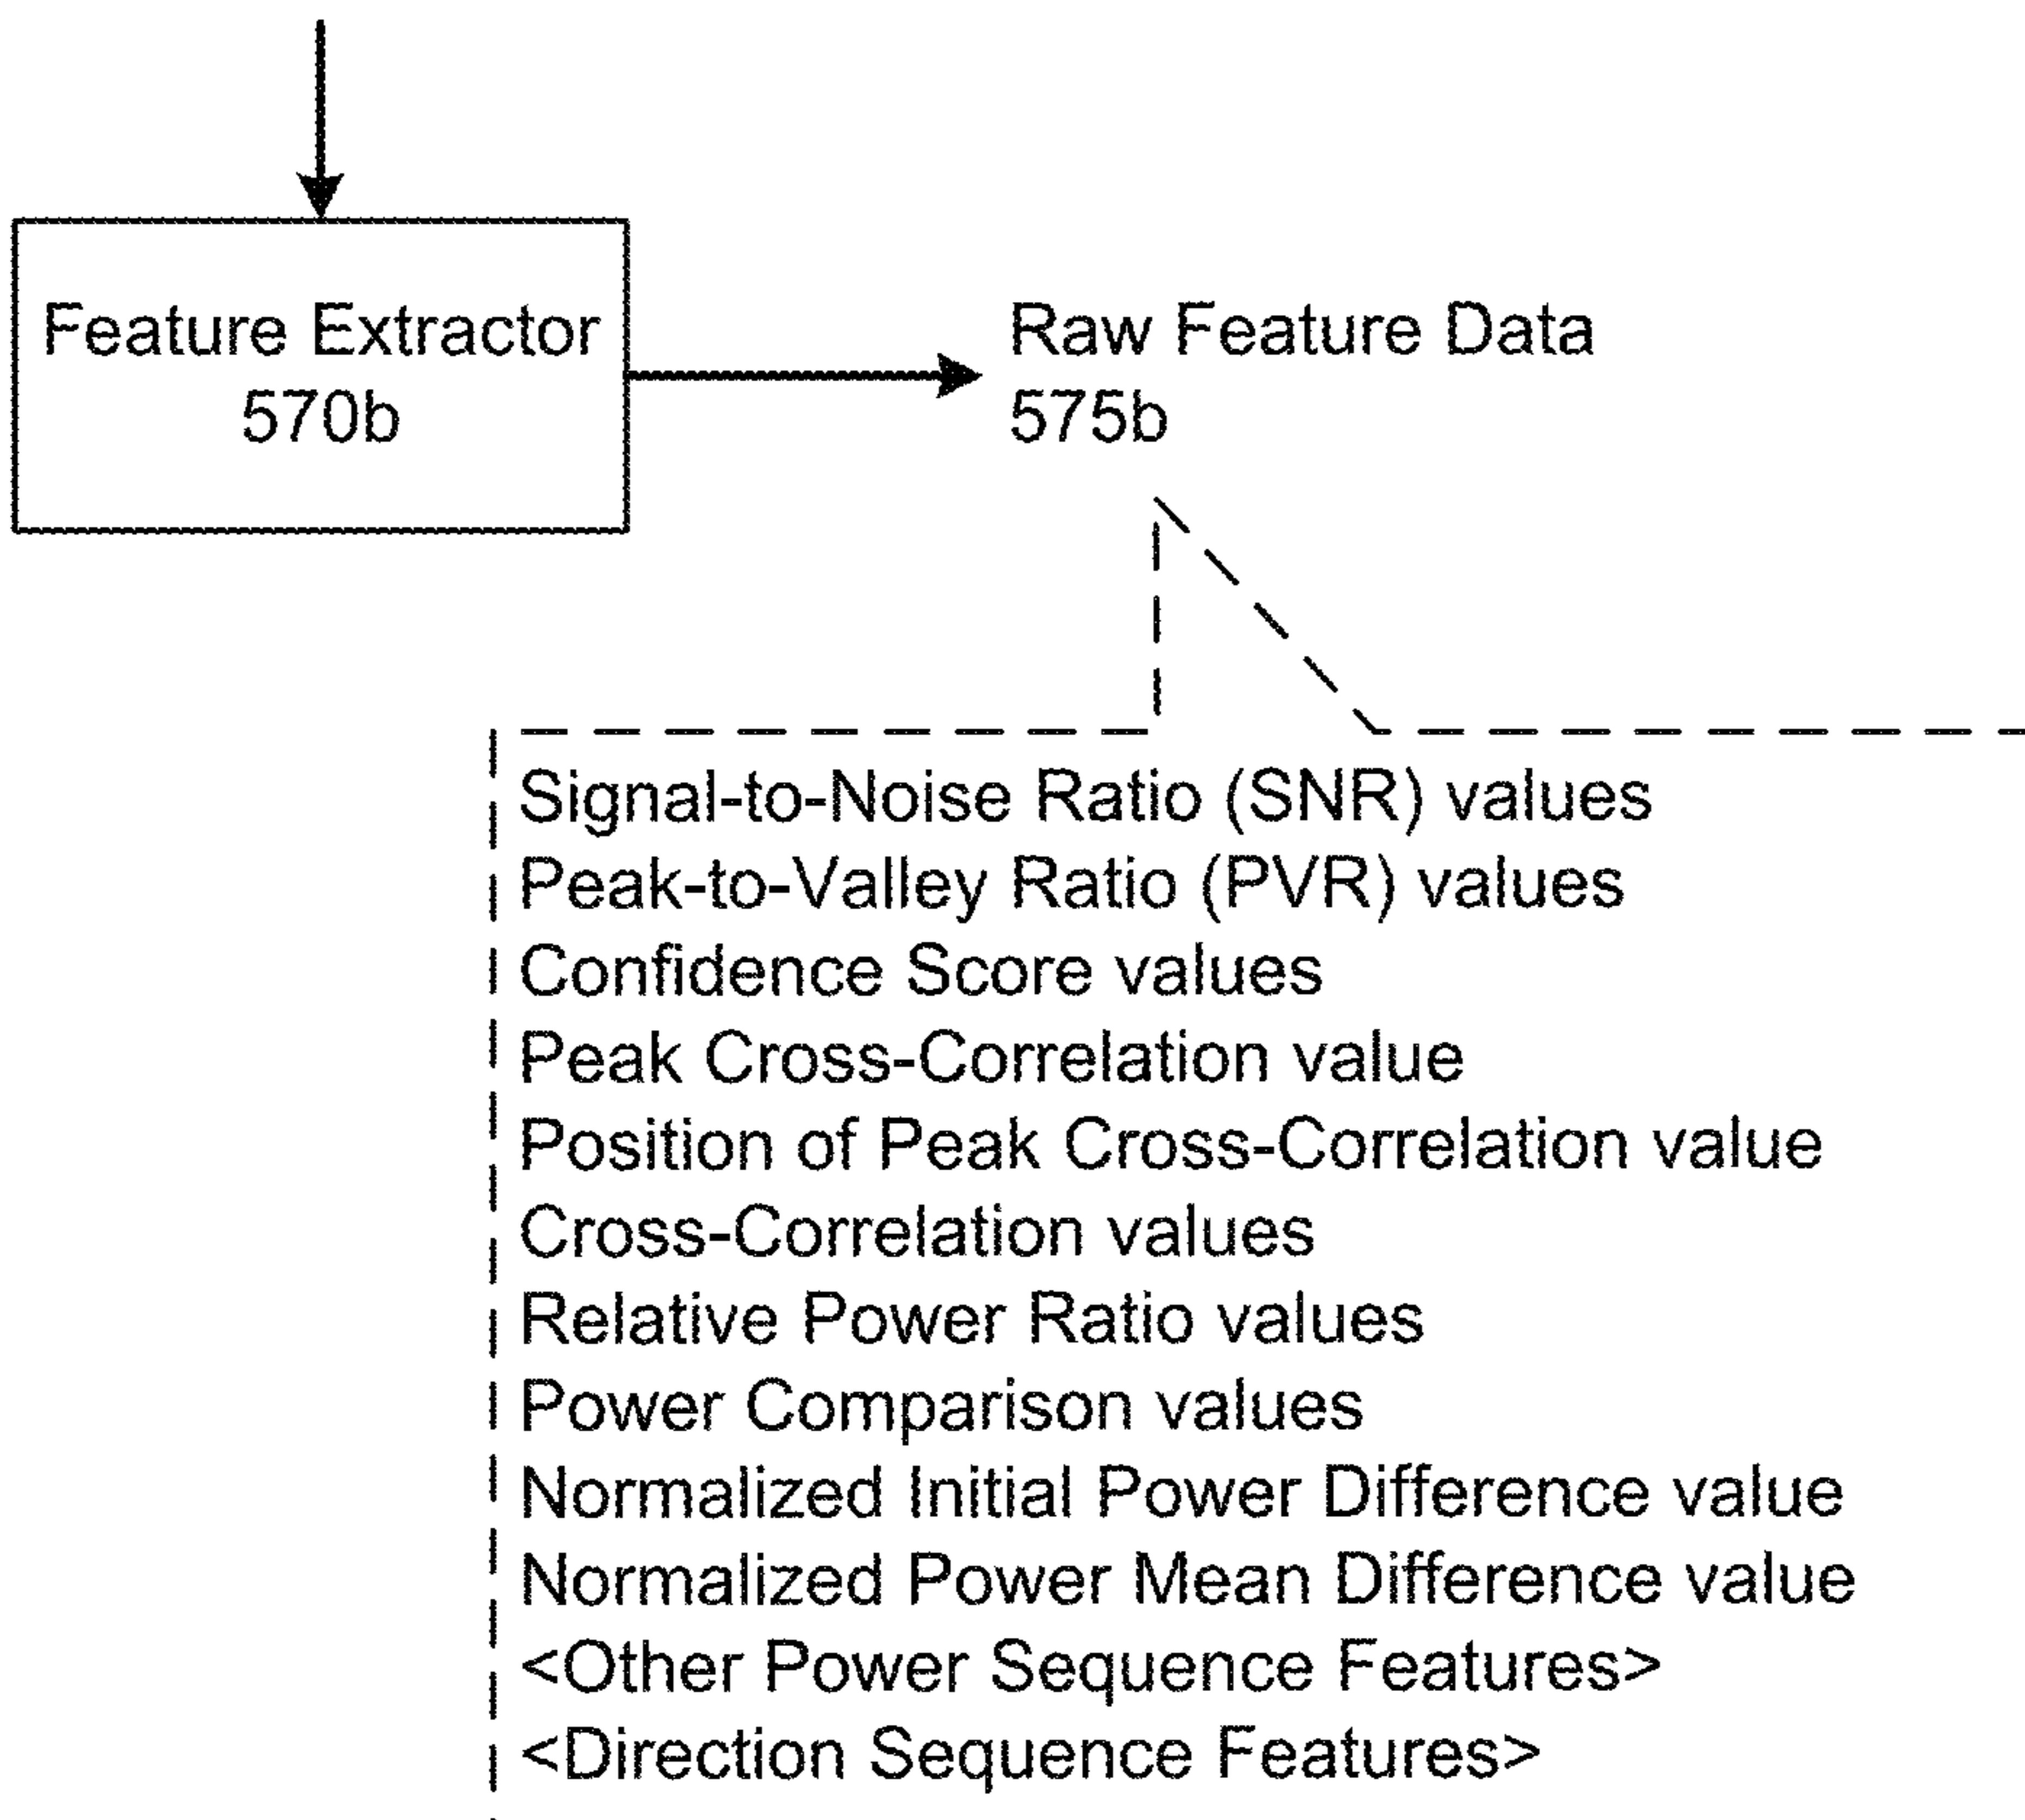 Feature Extractor
570b
Raw Feature Data
575b
Signal-to-Noise Ratio (SNR) values
Peak-to-Valley Ratio (PVR) values
Confidence Score values
Peak Cross-Correlation value
Position of Peak Cross-Correlation value
Cross-Correlation values
Relative Power Ratio values
Power Comparison values
Normalized Initial Power Difference value
Normalized Power Mean Difference value
<Other Power Sequence Features>
<Direction Sequence Features>